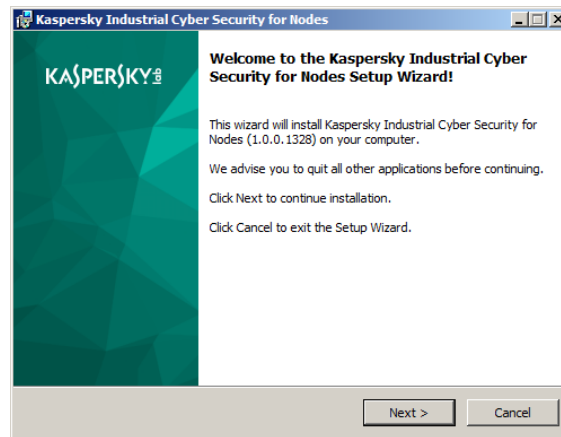 Kaspersky Industrial Cyber Security for Nodes
KASPERSKY lab
Welcome to the Kaspersky Industrial Cyber
Security for Nodes Setup Wizard!
This wizard will install Kaspersky Industrial Cyber Security for
Nodes (1.0.0.1328) on your computer.
We advise you to quit all other applications before continuing.
Click Next to continue installation.
Click Cancel to exit the Setup Wizard.
Next >
Cancel